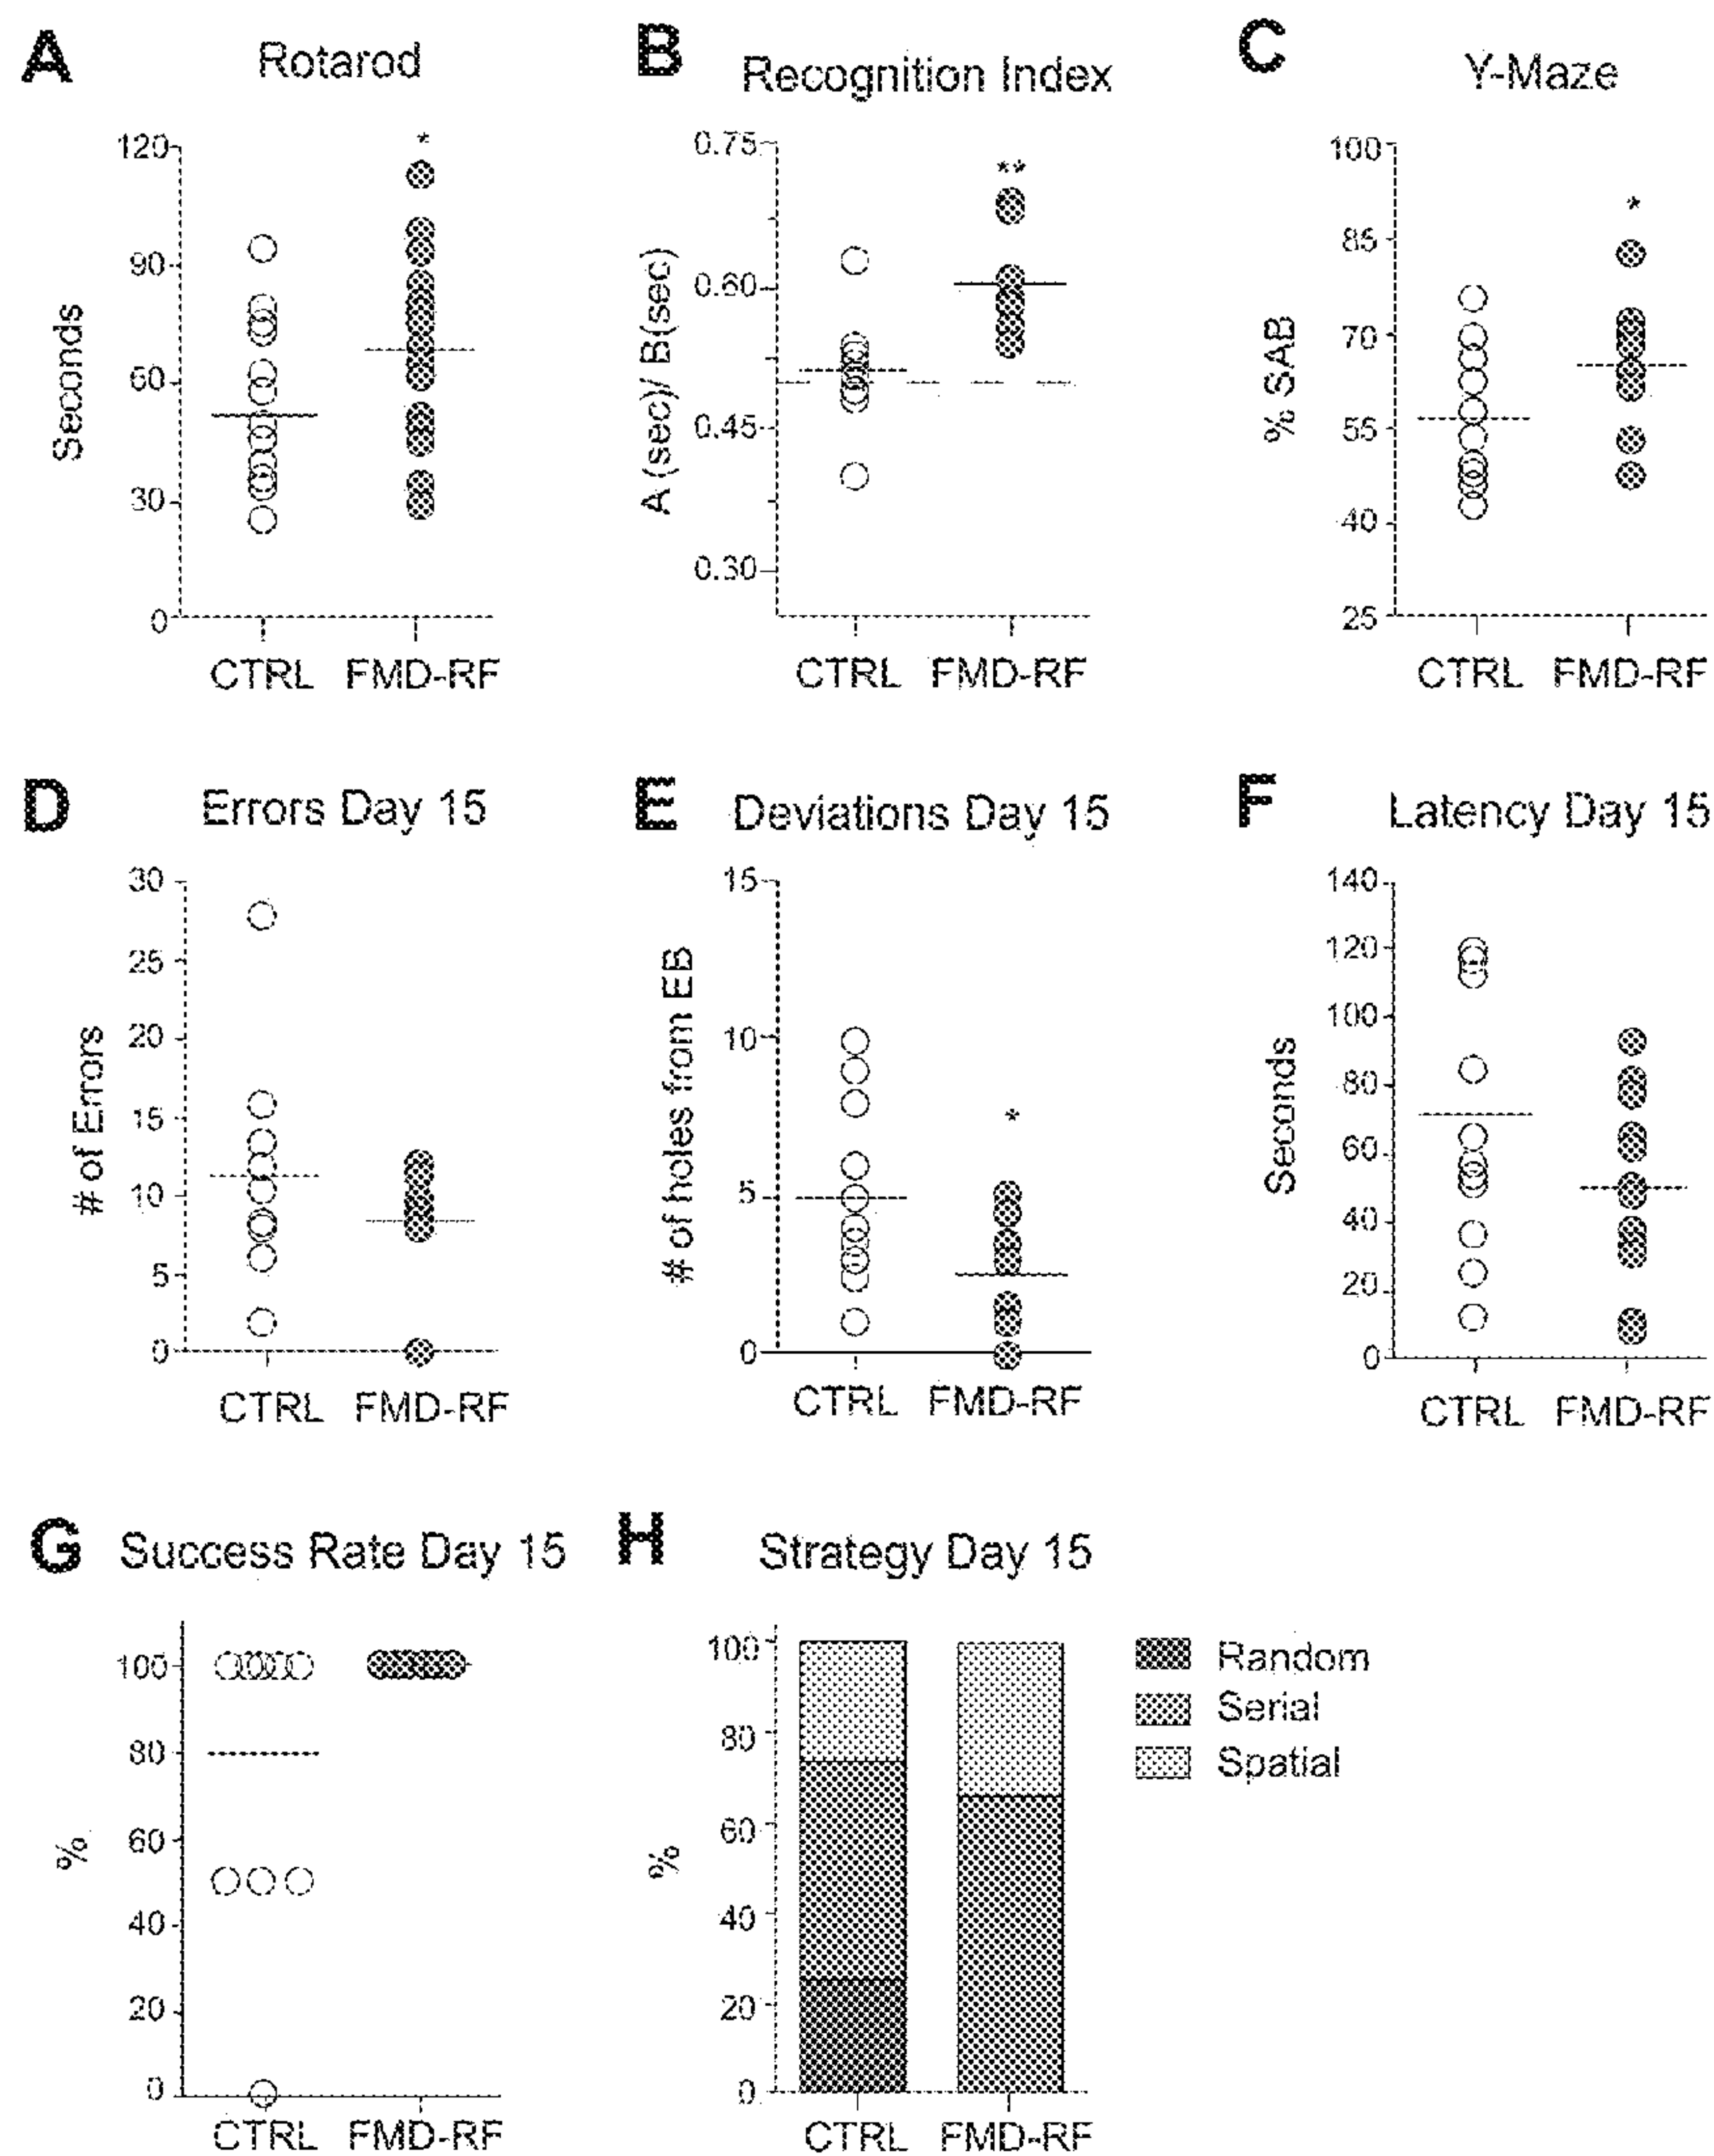 A Rotarod
B Recognition Index
C Y-Maze
Seconds
120
90
60
30
0
*
CTRL FMD-RF
A (sec)/ B(sec)
0.75
0.60
0.45
0.30
**
CTRL FMD-RF
% SAB
100
85
70
55
40
25
*
CTRL FMD-RF
D Errors Day 15
E Deviations Day 15
F Latency Day 15
# of Errors
30
25
20
15
10
5
0
CTRL FMD-RF
# of holes from EB
15
10
5
0
*
CTRL FMD-RF
Seconds
140
120
100
80
60
40
20
0
CTRL FMD-RF
G Success Rate Day 15
H Strategy Day 15
%
100
80
60
40
20
0
CTRL FMD-RF
%
100
80
60
40
20
0
CTRL FMD-RF
Random
Serial
Spatial